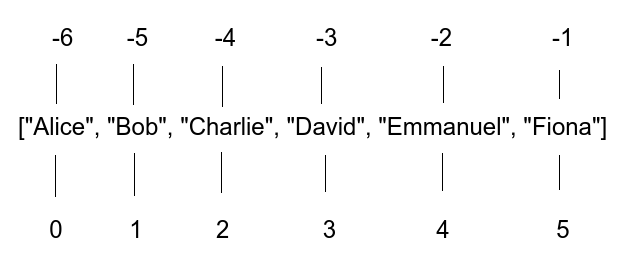 -6 -5 -4 -3 -2 -1
["Alice", "Bob", "Charlie", "David", "Emmanuel", "Fiona"]
0 1 2 3 4 5